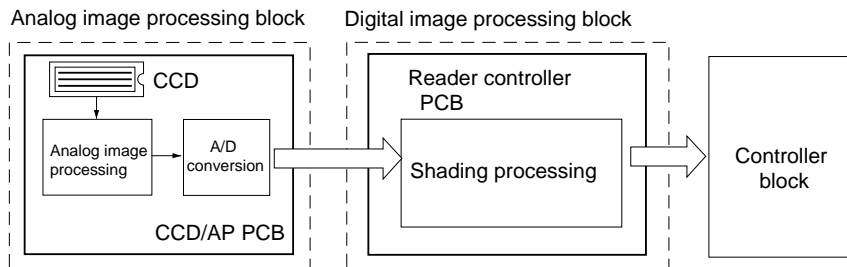 Analog image processing block
CCD
Analog image
processing
A/D
conversion
CCD/AP PCB
Digital image processing block
Reader controller
PCB
Shading processing
Controller
block